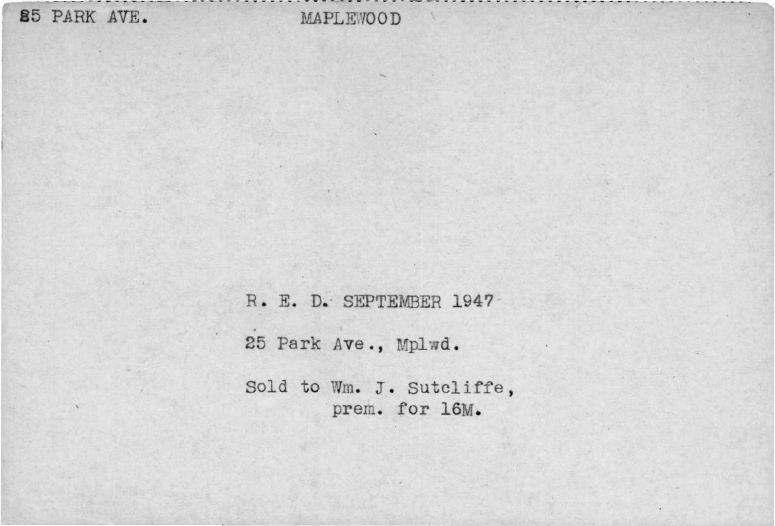 25 PARK AVE. MAPLEWOOD
R. E. D. SEPTEMBER 1947
25 Park Ave., Mplwd.
Sold to Wm. J. Sutcliffe,
prem. for 16M.